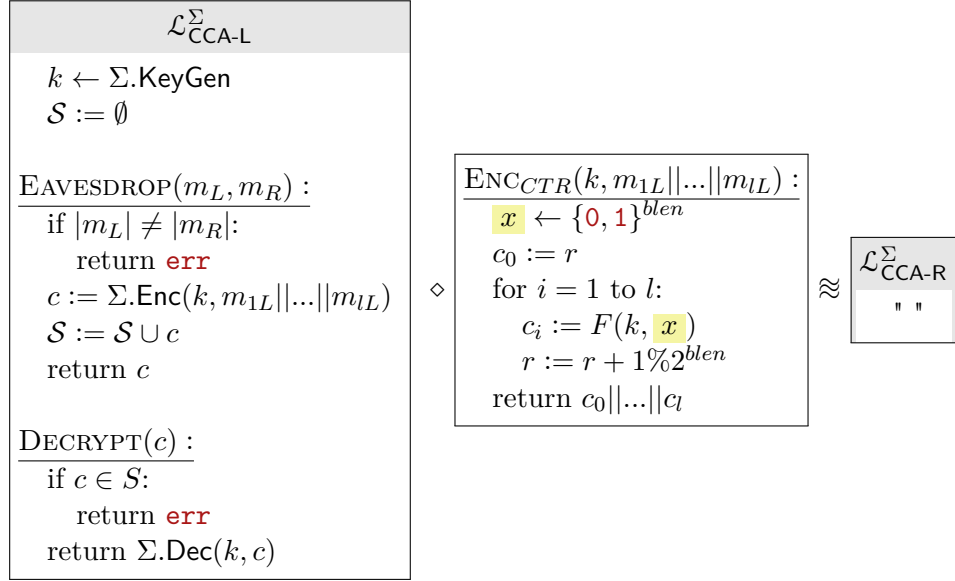 ℒ^Σ_CCA-L
k ← Σ.KeyGen
𝒮 := ∅
EAVESDROP(m_L, m_R) :
if |m_L| ≠ |m_R|:
return err
c := Σ.Enc(k, m_1L||...||m_lL)
𝒮 := 𝒮 ∪ c
return c
DECRYPT(c) :
if c ∈ S:
return err
return Σ.Dec(k, c)
⋄
ENC_CTR(k, m_1L||...||m_lL) :
x ← {0, 1}^blen
c_0 := r
for i = 1 to l:
c_i := F(k, x)
r := r + 1%2^blen
return c_0||...||c_l
≋
ℒ^Σ_CCA-R
" "